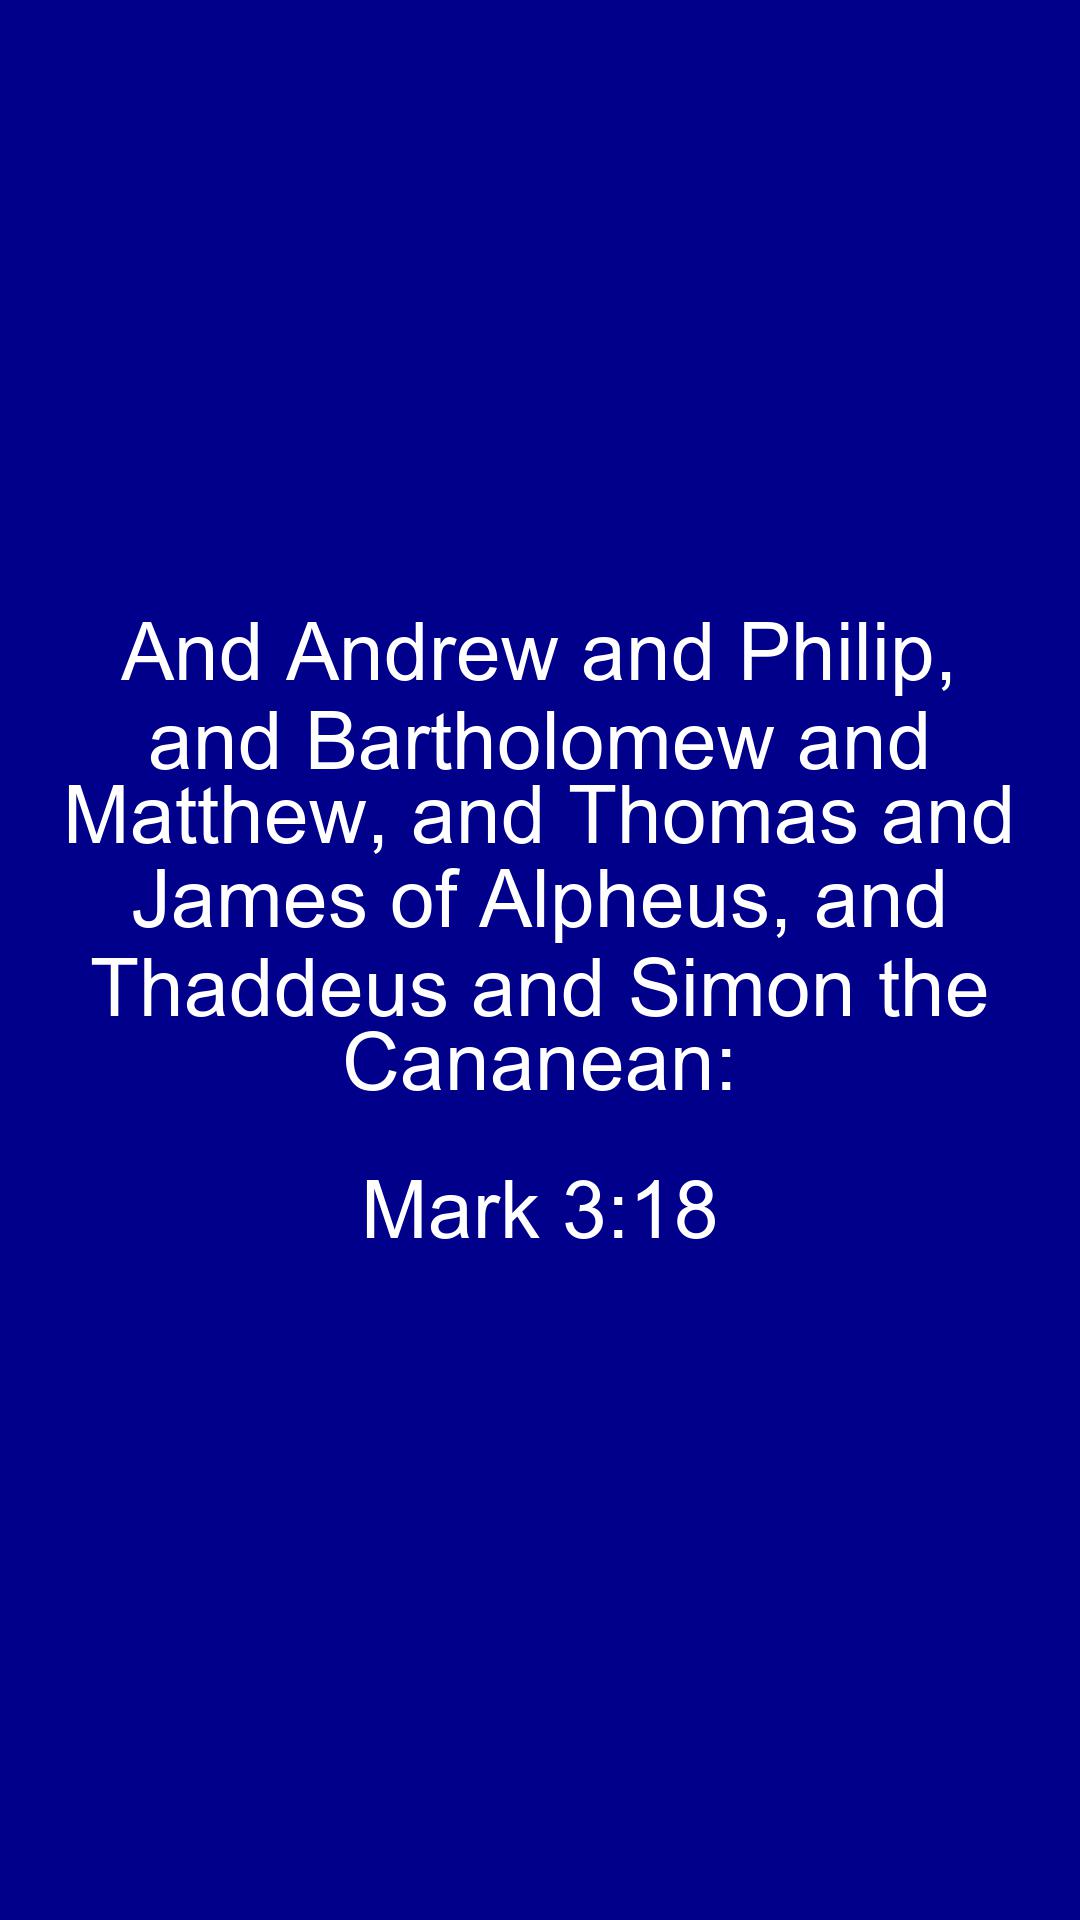 And Andrew and Philip,
and Bartholomew and
Matthew, and Thomas and
James of Alpheus, and
Thaddeus and Simon the
Cananean:
Mark 3:18